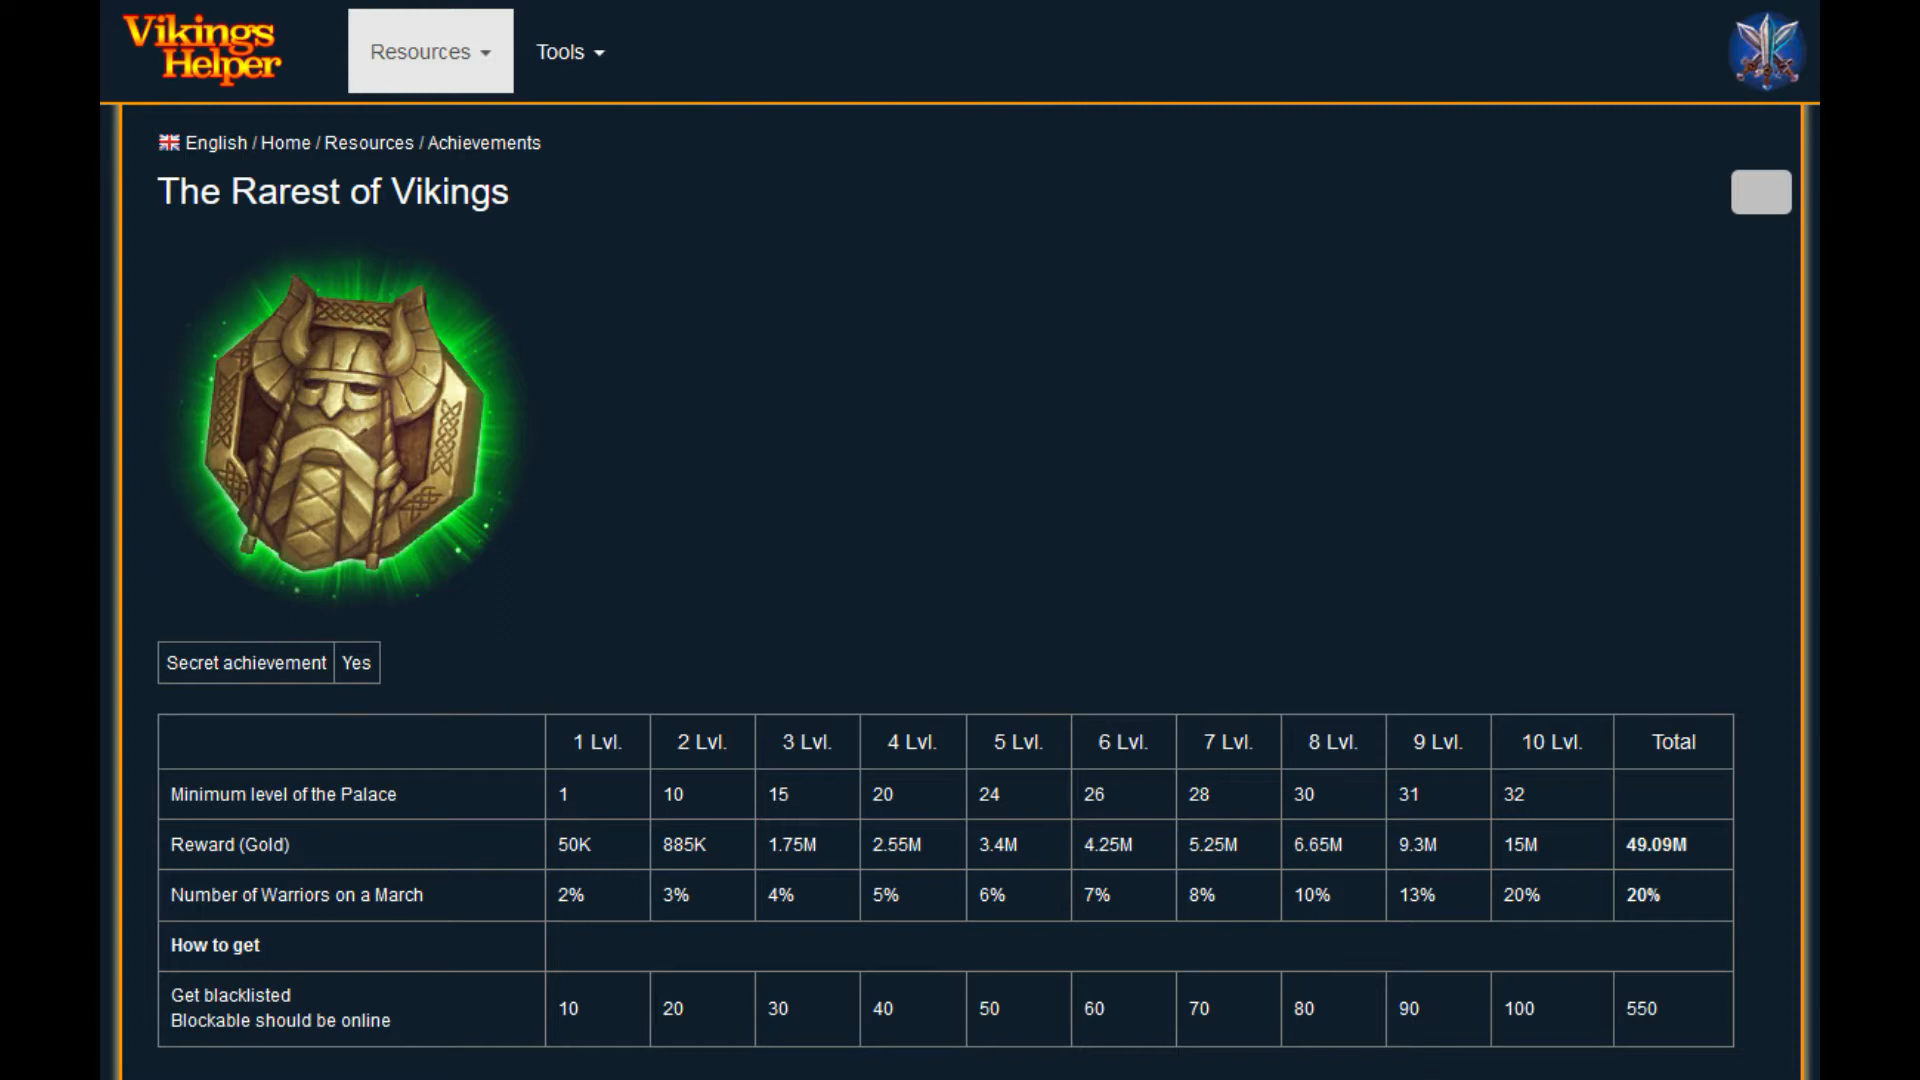 Vikings
Helper
Resources
Tools
English / Home / Resources / Achievements
The Rarest of Vikings
Secret achievement Yes
1 Lvl. 2 Lvl. 3 Lvl. 4 Lvl. 5 Lvl. 6 Lvl. 7 Lvl. 8 Lvl. 9 Lvl. 10 Lvl. Total
Minimum level of the Palace 1 10 15 20 24 26 28 30 31 32
Reward (Gold) 50K 885K 1.75M 2.55M 3.4M 4.25M 5.25M 6.65M 9.3M 15M 49.09M
Number of Warriors on a March 2% 3% 4% 5% 6% 7% 8% 10% 13% 20% 20%
How to get
Get blacklisted
Blockable should be online 10 20 30 40 50 60 70 80 90 100 550